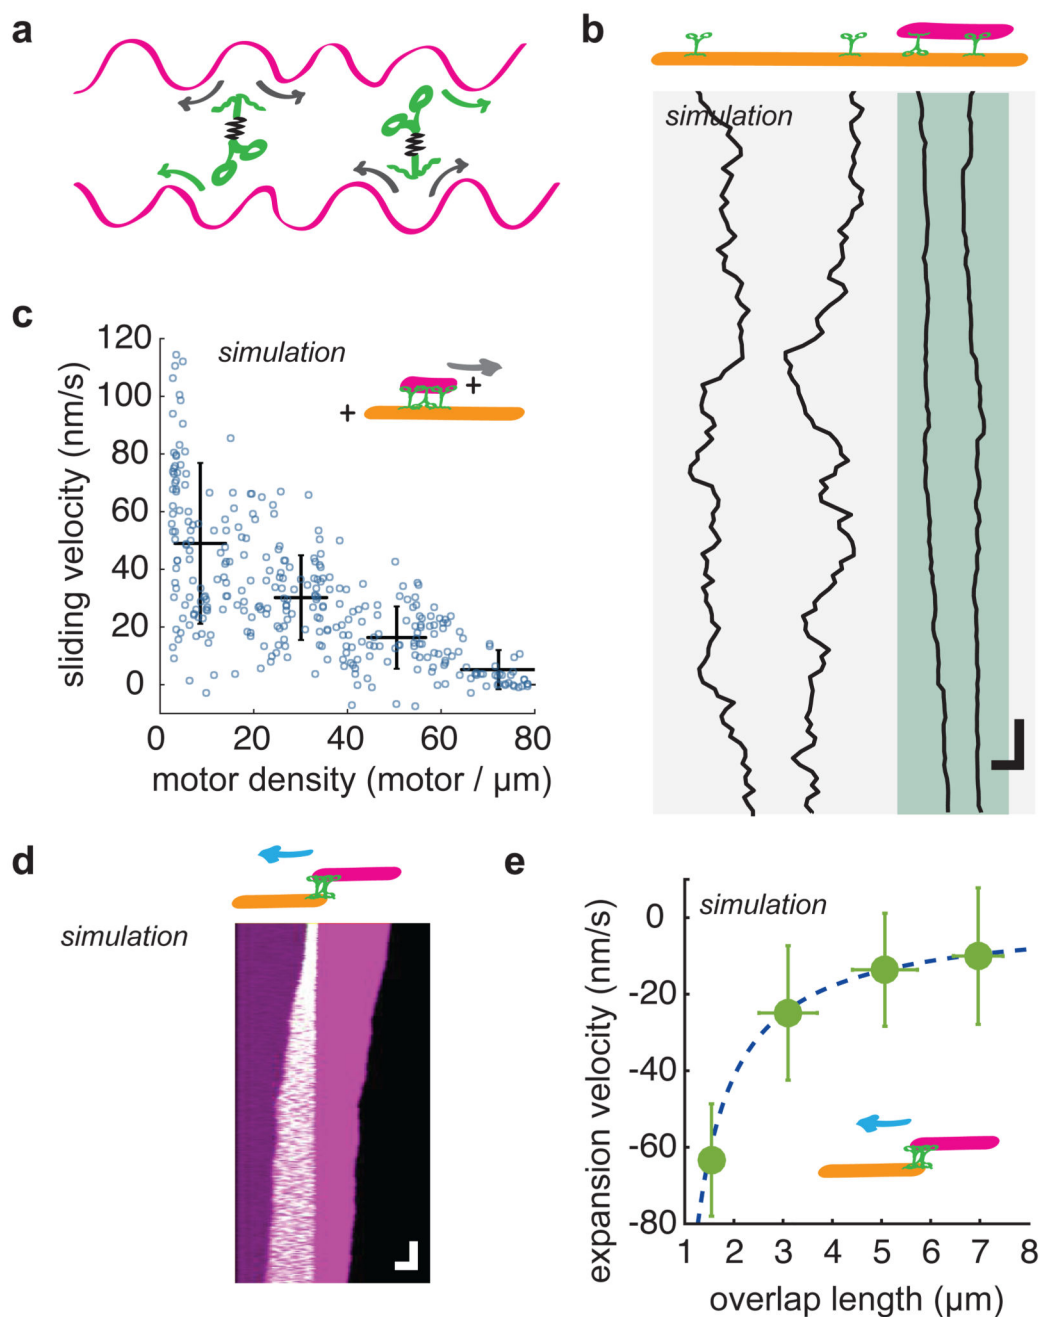 a
b
simulation
c
120
100
80
60
40
20
0
sliding velocity (nm/s)
simulation
+
+
0
20
40
60
80
motor density (motor / µm)
d
simulation
e
0
-20
-40
-60
-80
expansion velocity (nm/s)
simulation
1
2
3
4
5
6
7
8
overlap length (µm)